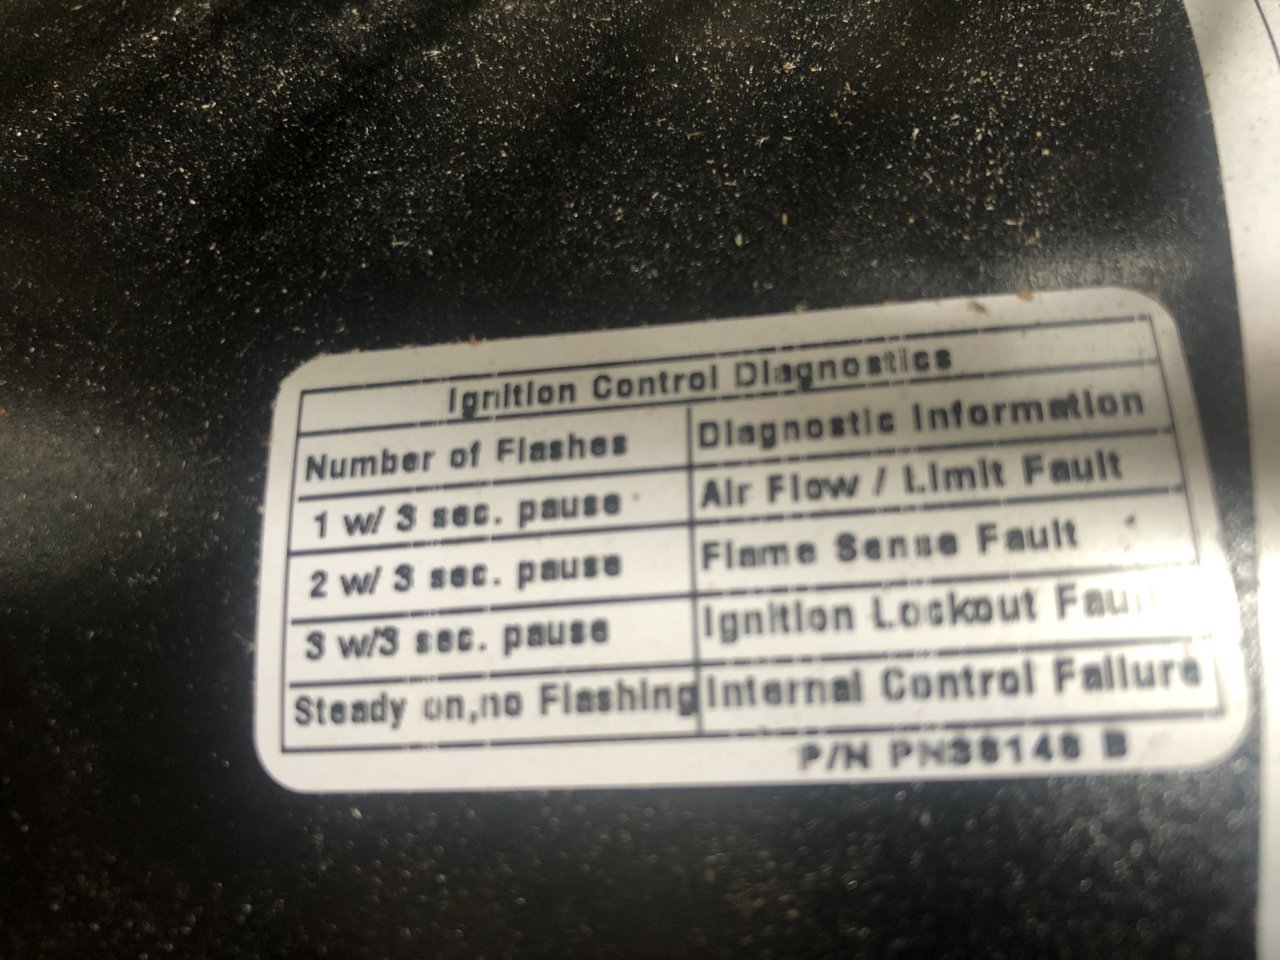 Ignition Control Diagnostics
Number of Flashes Diagnostic Information
1 w/ 3 sec. pause Air Flow / Limit Fault
2 w/ 3 sec. pause Flame Sense Fault
3 w/3 sec. pause Ignition Lockout
Steady on,no Flashing Internal Control Failure
P/N PN38148 B